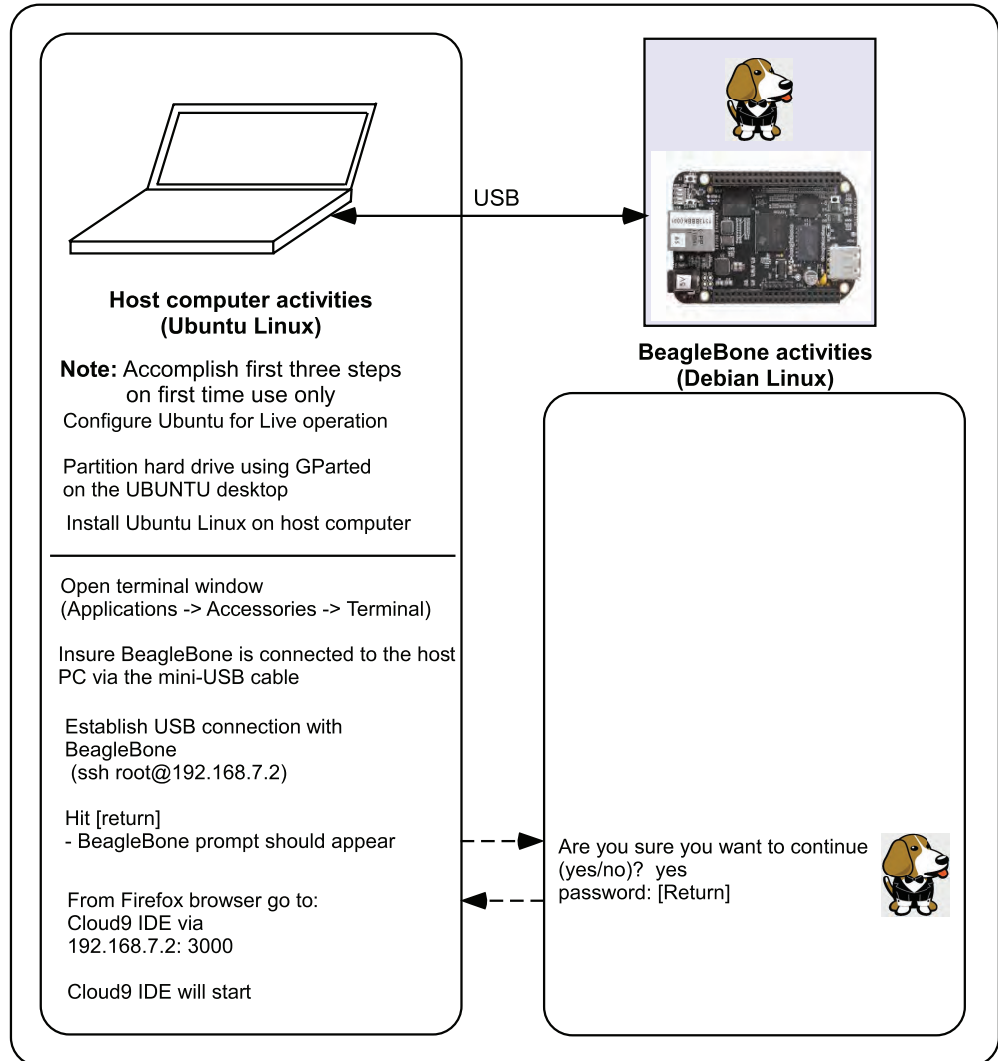 USB
Host computer activities
(Ubuntu Linux)
Note: Accomplish first three steps
on first time use only
Configure Ubuntu for Live operation
Partition hard drive using GParted
on the UBUNTU desktop
Install Ubuntu Linux on host computer
Open terminal window
(Applications -> Accessories -> Terminal)
Insure BeagleBone is connected to the host
PC via the mini-USB cable
Establish USB connection with
BeagleBone
(ssh root@192.168.7.2)
Hit [return]
- BeagleBone prompt should appear
From Firefox browser go to:
Cloud9 IDE via
192.168.7.2: 3000
Cloud9 IDE will start
BeagleBone activities
(Debian Linux)
Are you sure you want to continue
(yes/no)? yes
password: [Return]
5V